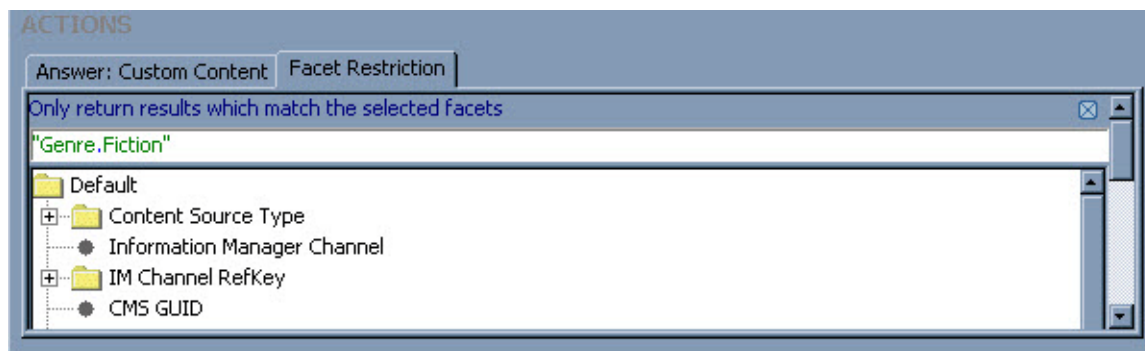 ACTIONS
Answer: Custom Content Facet Restriction
Only return results which match the selected facets
"Genre.Fiction"
Default
Content Source Type
Information Manager Channel
IM Channel RefKey
CMS GUID